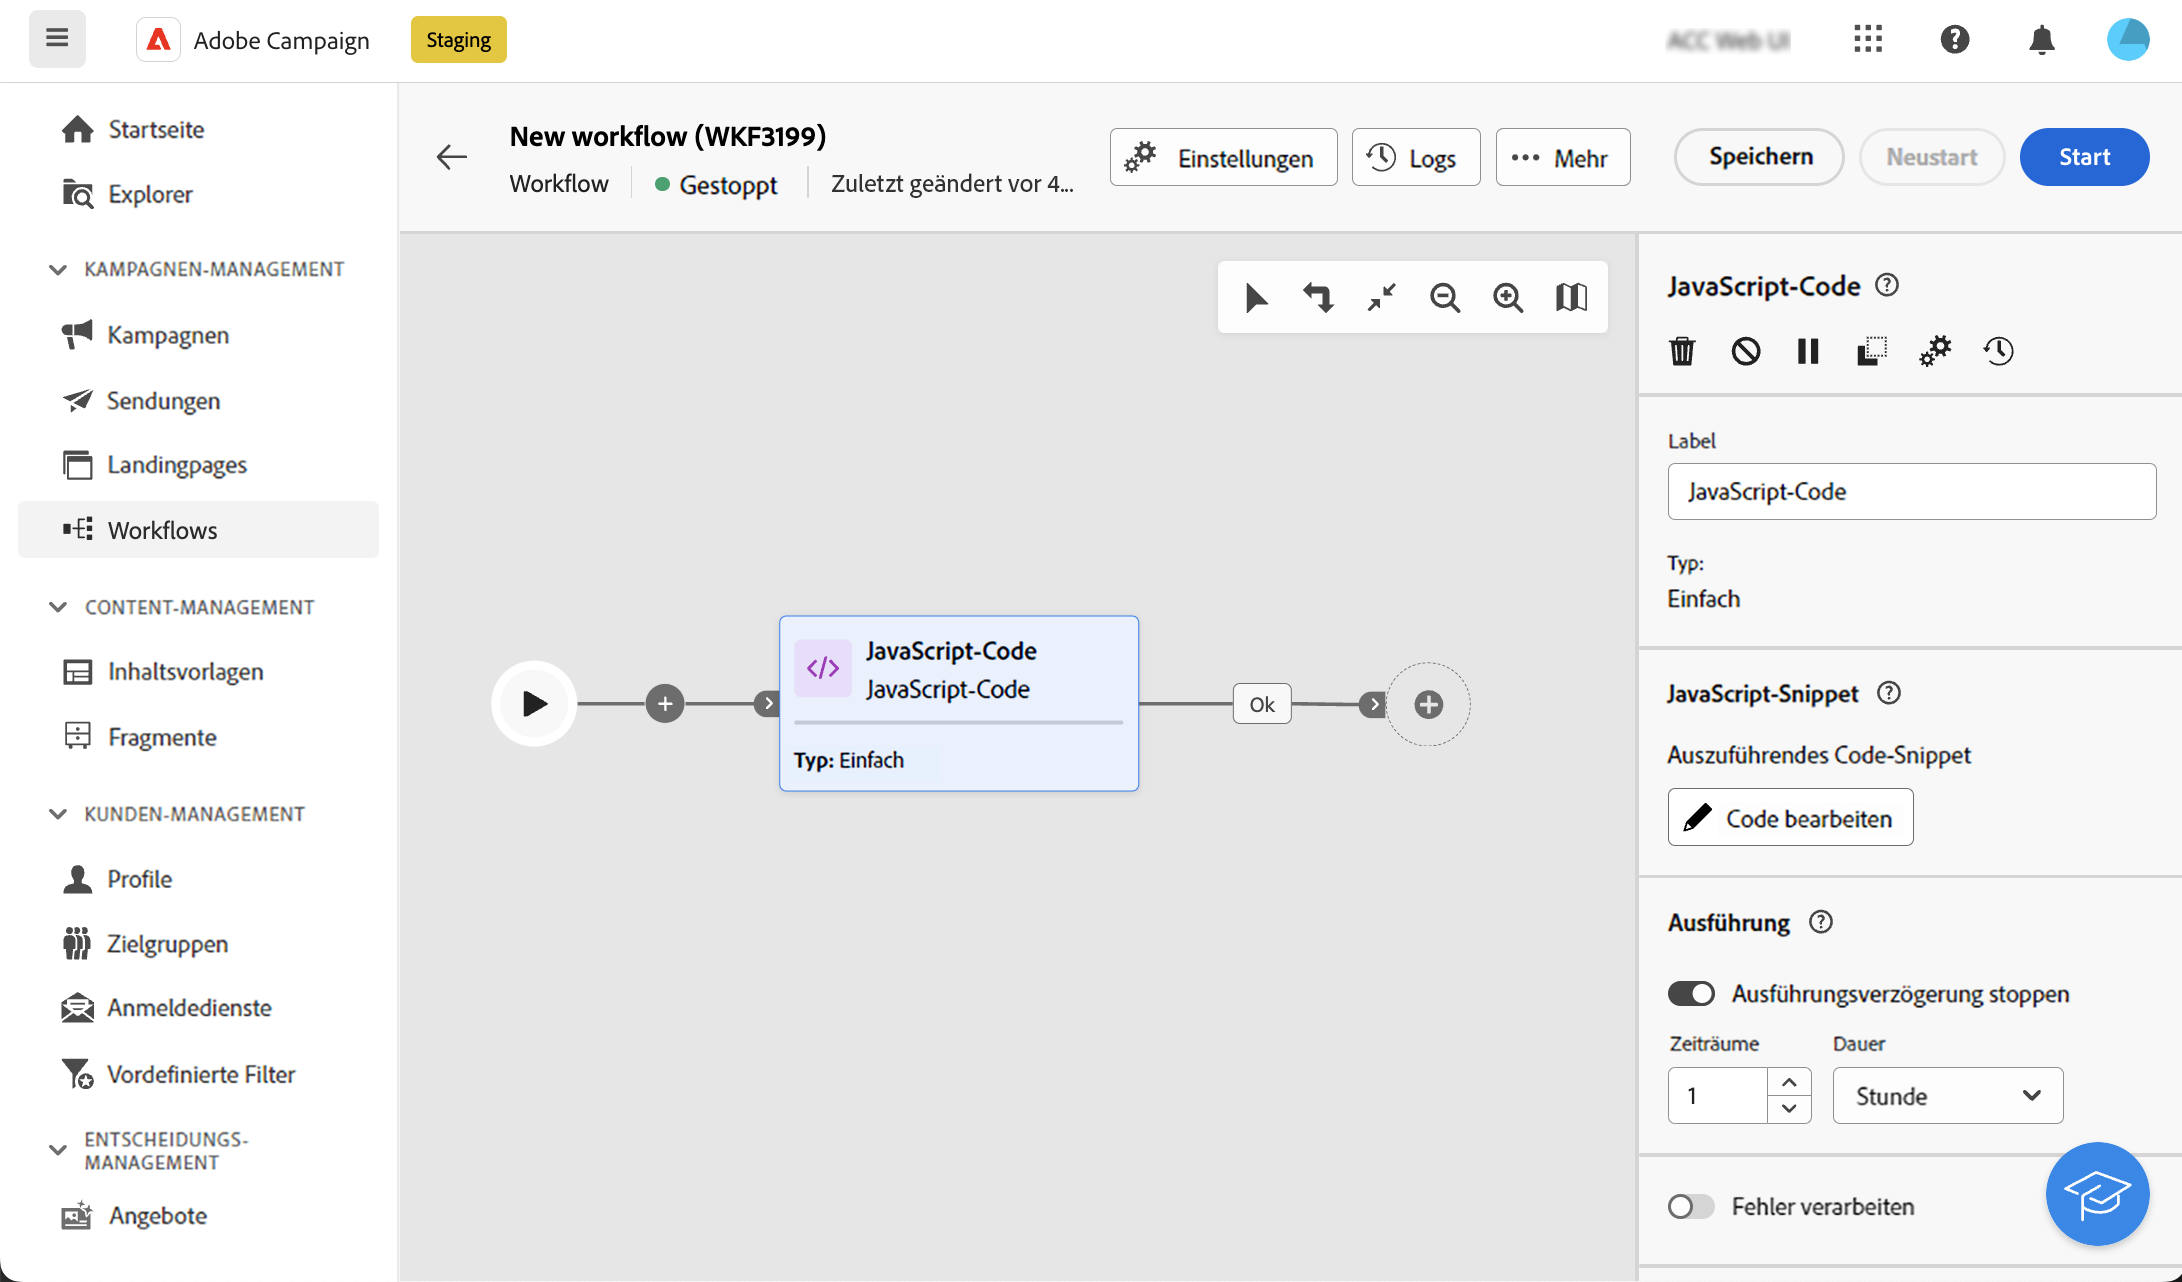 Adobe Campaign
Staging
ACC Web UI
Startseite
Explorer
KAMPAGNEN-MANAGEMENT
Kampagnen
Sendungen
Landingpages
Workflows
CONTENT-MANAGEMENT
Inhaltsvorlagen
Fragmente
KUNDEN-MANAGEMENT
Profile
Zielgruppen
Anmeldedienste
Vordefinierte Filter
ENTSCHEIDUNGS-
MANAGEMENT
Angebote
New workflow (WKF3199)
Workflow
Gestoppt
Zuletzt geändert vor 4...
Einstellungen
Logs
Mehr
Speichern
Neustart
Start
JavaScript-Code
JavaScript-Code
Typ: Einfach
Ok
JavaScript-Code
Label
JavaScript-Code
Typ:
Einfach
JavaScript-Snippet
Auszuführendes Code-Snippet
Code bearbeiten
Ausführung
Ausführungsverzögerung stoppen
Zeiträume
Dauer
1
Stunde
Fehler verarbeiten